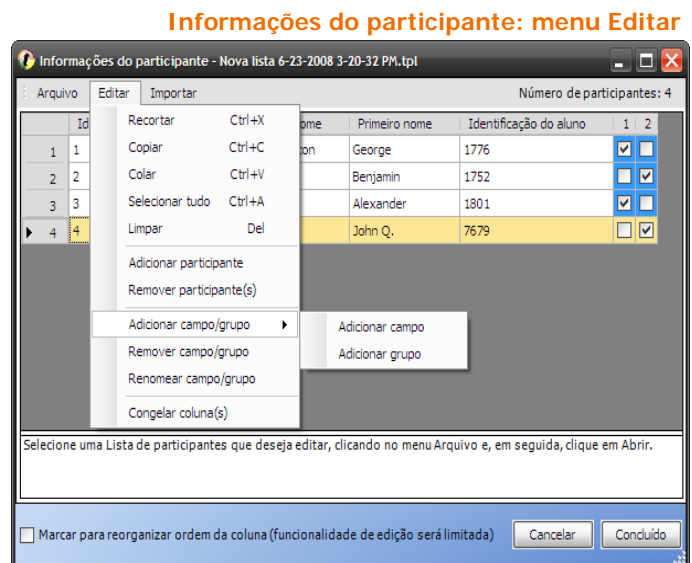 Informações do participante: menu Editar
Informações do participante - Nova lista 6-23-2008 3-20-32 PM.tpl
Arquivo Editar Importar Número de participantes: 4
Id ome Primeiro nome Identificação do aluno 1 2
1 1 on George 1776
2 2 Benjamin 1752
3 3 Alexander 1801
4 4 John Q. 7679
Recortar Ctrl+X
Copiar Ctrl+C
Colar Ctrl+V
Selecionar tudo Ctrl+A
Limpar Del
Adicionar participante
Remover participante(s)
Adicionar campo/grupo
Remover campo/grupo
Renomear campo/grupo
Congelar coluna(s)
Adicionar campo
Adicionar grupo
Selecione uma Lista de participantes que deseja editar, clicando no menu Arquivo e, em seguida, clique em Abrir.
Marcar para reorganizar ordem da coluna (funcionalidade de edição será limitada) Cancelar Concluído